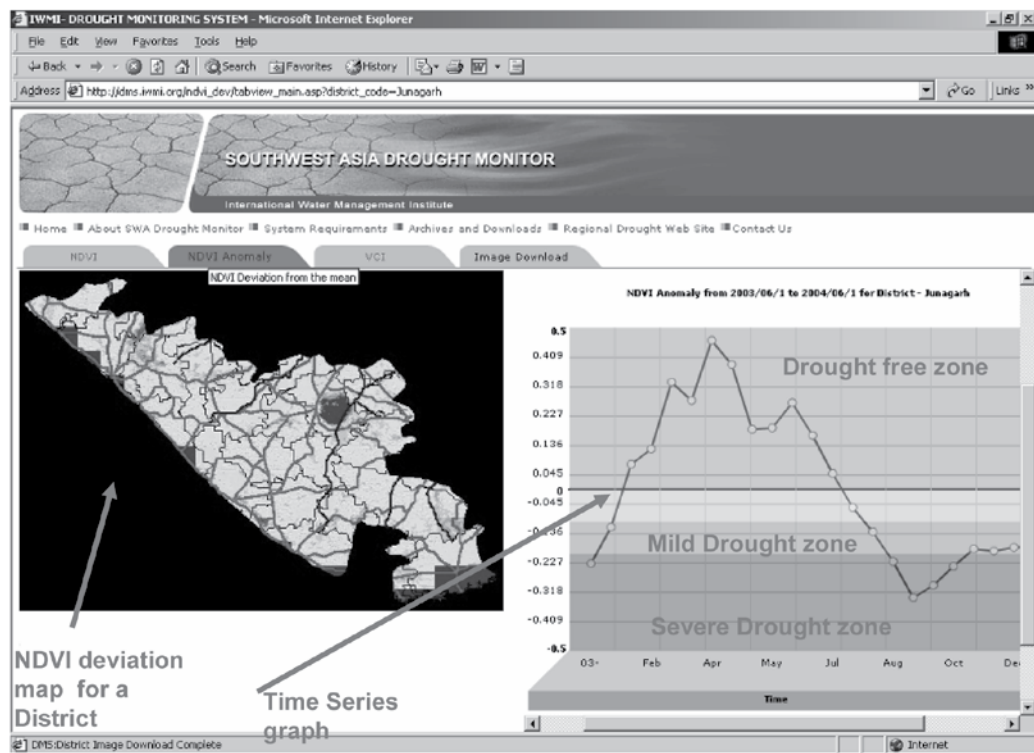 IWMI- DROUGHT MONITORING SYSTEM - Microsoft Internet Explorer
File Edit View Favorites Tools Help
Back Search Favorites History
Address http://dms.iwmi.org/ndvi_dev/tabview_main.asp?district_code=Junagarh Go Links »
SOUTHWEST ASIA DROUGHT MONITOR
International Water Management Institute
Home About SWA Drought Monitor System Requirements Archives and Downloads Regional Drought Web Site Contact Us
NDVI NDVI Anomaly VCI Image Download
NDVI Deviation from the mean
NDVI Anomaly from 2003/06/1 to 2004/06/1 for District - Junagarh
0.5
0.409
0.318
0.227
0.136
0.045
0
-0.045
-0.136
-0.227
-0.318
-0.409
-0.5
Drought free zone
Mild Drought zone
Severe Drought zone
03- Feb Apr May Jul Aug Oct Dec
Time
NDVI deviation
map for a
District
Time Series
graph
DMS:District Image Download Complete Internet